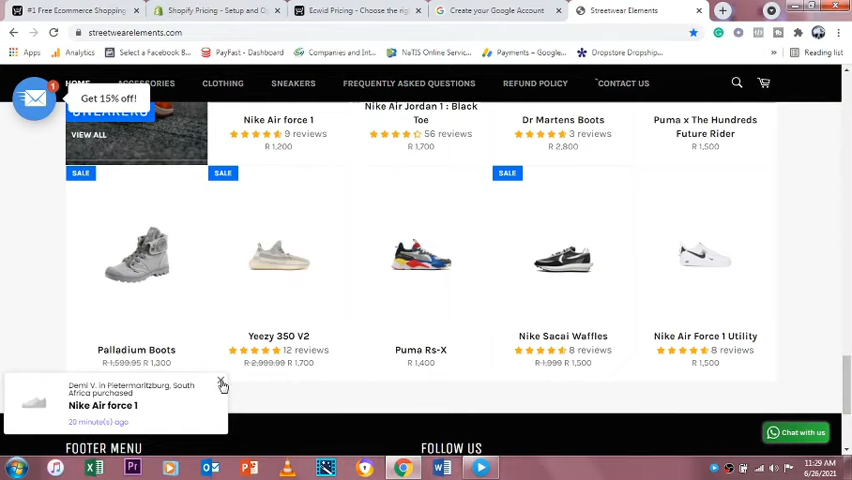 #1 Free Ecommerce Shopping
Shopify Pricing - Setup and O
Ecwid Pricing - Choose the rig
Create your Google Account
Streetwear Elements
streetwearelements.com
Apps
Analytics
Select a Facebook B...
PayFast - Dashboard
Companies and Int...
NaTIS Online
Payments – Google...
Dropstore Dropship...
Reading list
HOME
ACCESSORIES
CLOTHING
SNEAKERS
FREQUENTLY ASKED QUESTIONS
REFUND POLICY
CONTACT US
1
Get 15% off!
SNEAKERS
VIEW ALL
Nike Air force 1
9 reviews
R 1,200
Nike Air Jordan 1 : Black
Toe
56 reviews
R 1,700
Dr Martens Boots
3 reviews
R 2,800
Puma x The Hundreds
Future Rider
R 1,500
SALE
SALE
SALE
Palladium Boots
R 1,599.95 R 1,300
Yeezy 350 V2
12 reviews
R 2,999.99 R 1,700
Puma Rs-X
R 1,400
Nike Sacai Waffles
8 reviews
R 1,999 R 1,500
Nike Air Force 1 Utility
8 reviews
R 1,500
Demi V. in Pietermaritzburg, South
Africa purchased
Nike Air force 1
20 minute(s) ago
FOOTER MENU
FOLLOW US
Chat with us
11:29 AM
6/26/2021